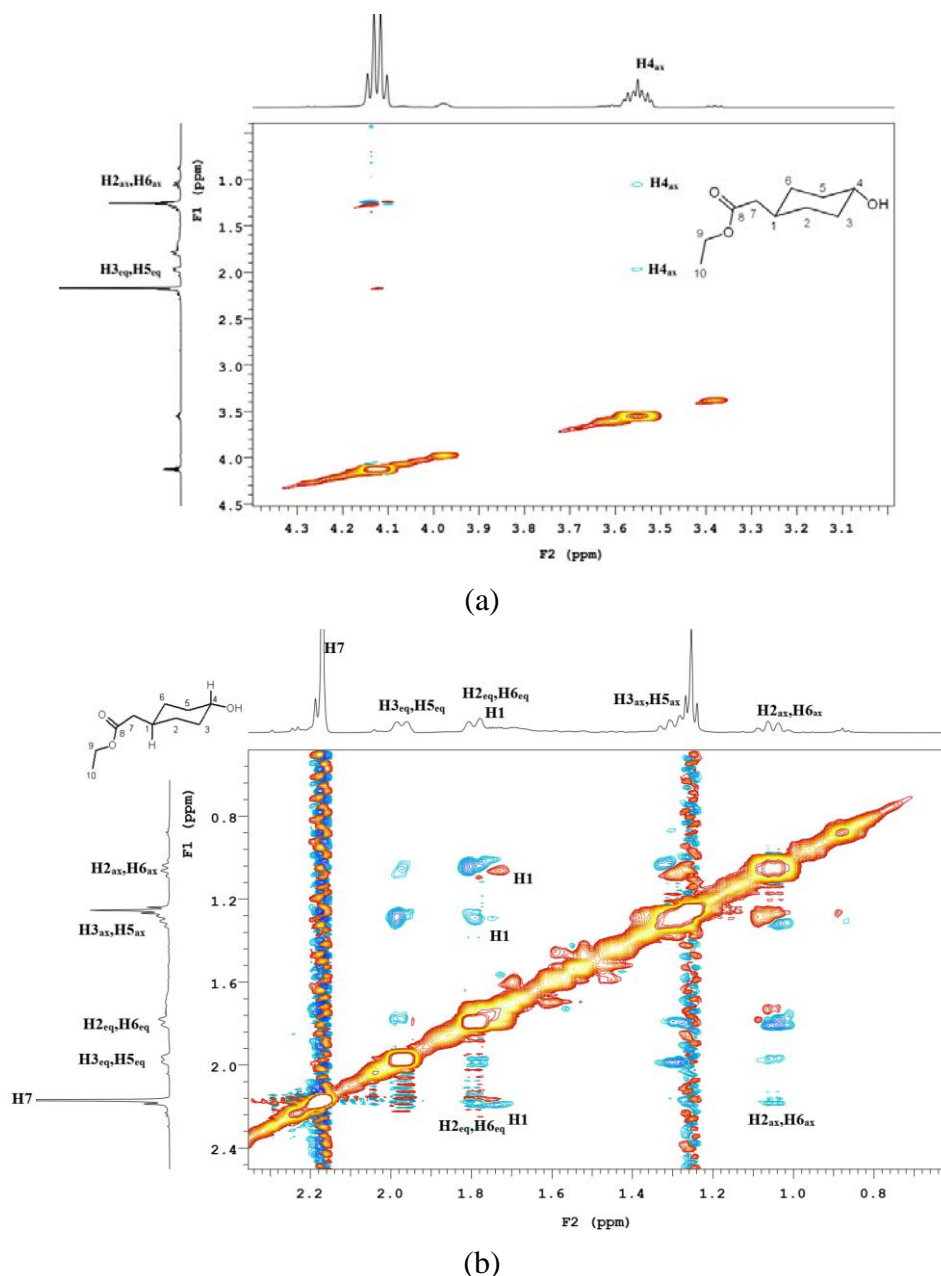 H4ax
H2ax,H6ax
H3eq,H5eq
F1 (ppm)
1.0
1.5
2.0
2.5
3.0
3.5
4.0
4.5
H4ax
H4ax
O
8
O
9
10
7
1
6
5
4
OH
2
3
4.3 4.2 4.1 4.0 3.9 3.8 3.7 3.6 3.5 3.4 3.3 3.2 3.1
F2 (ppm)
(a)
H7
H3eq,H5eq
H2eq,H6eq
H1
H3ax,H5ax
H2ax,H6ax
H
O
8
O
9
10
7
1
H
6
5
4
OH
2
3
F1 (ppm)
H2ax,H6ax
H3ax,H5ax
H2eq,H6eq
H3eq,H5eq
H7
0.8
1.2
1.6
2.0
2.4
H1
H1
H2eq,H6eq
H1
H2ax,H6ax
2.2 2.0 1.8 1.6 1.4 1.2 1.0 0.8
F2 (ppm)
(b)